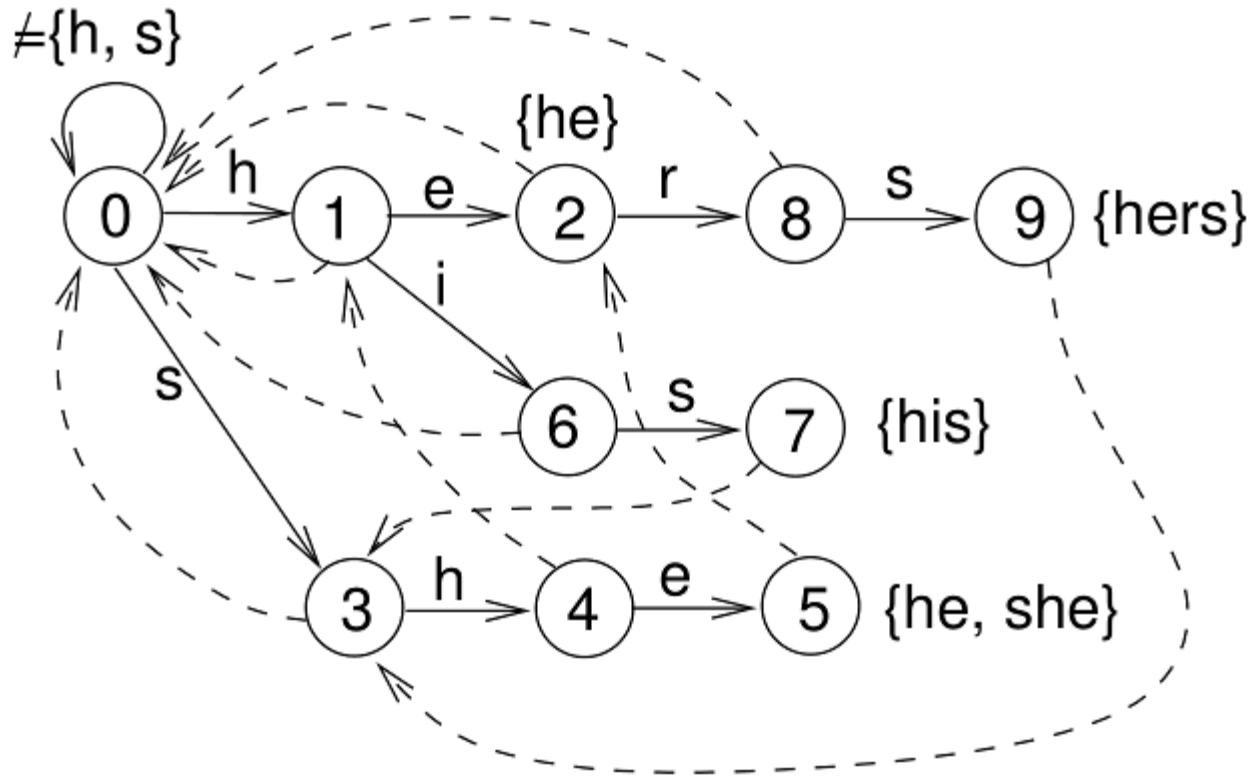 ≠{h, s}
{he}
h
e
r
s
0
1
2
8
9
{hers}
i
s
s
6
7
{his}
h
e
3
4
5
{he, she}